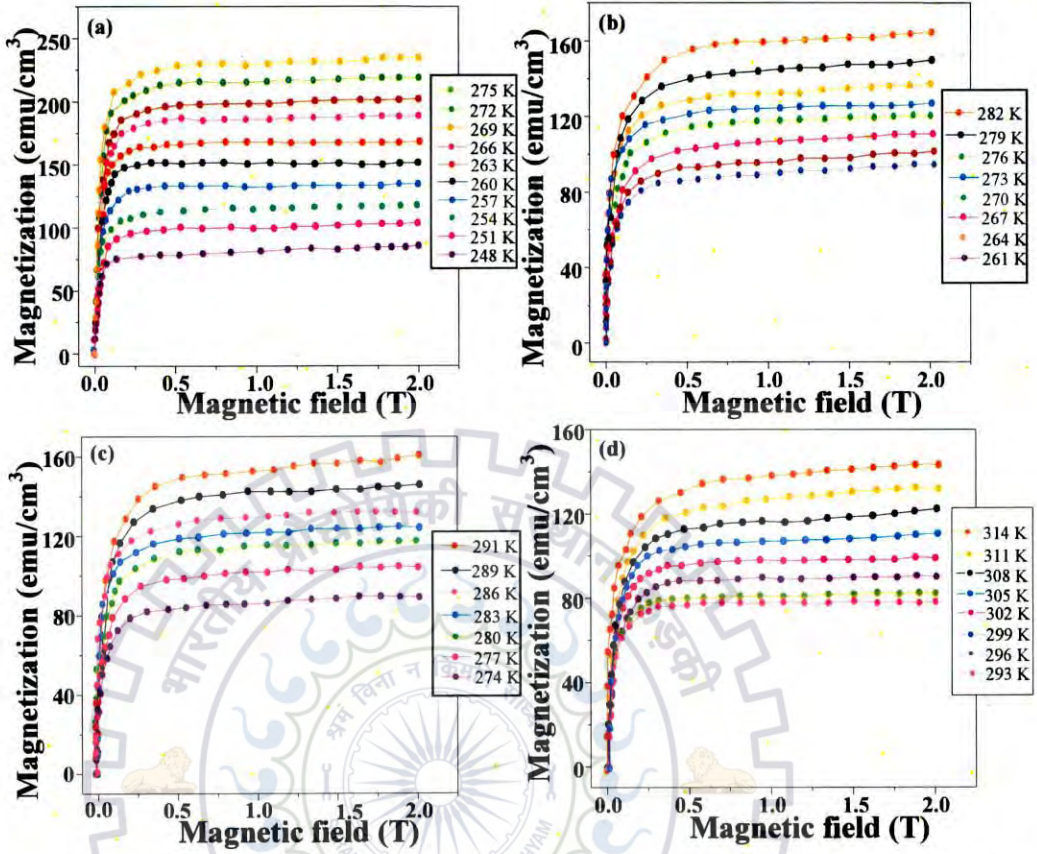 (a)
Magnetization (emu/cm³)
250
200
150
100
50
0
0.0 0.5 1.0 1.5 2.0
Magnetic field (T)
275 K
272 K
269 K
266 K
263 K
260 K
257 K
254 K
251 K
248 K
(b)
Magnetization (emu/cm³)
160
120
80
40
0
0.0 0.5 1.0 1.5 2.0
Magnetic field (T)
282 K
279 K
276 K
273 K
270 K
267 K
264 K
261 K
(c)
Magnetization (emu/cm³)
160
120
80
40
0
0.0 0.5 1.0 1.5 2.0
Magnetic field (T)
291 K
289 K
286 K
283 K
280 K
277 K
274 K
(d)
Magnetization (emu/cm³)
160
120
80
40
0
0.0 0.5 1.0 1.5 2.0
Magnetic field (T)
314 K
311 K
308 K
305 K
302 K
299 K
296 K
293 K
भारतीय प्रौद्योगिकी संस्थान
श्रमं विना न